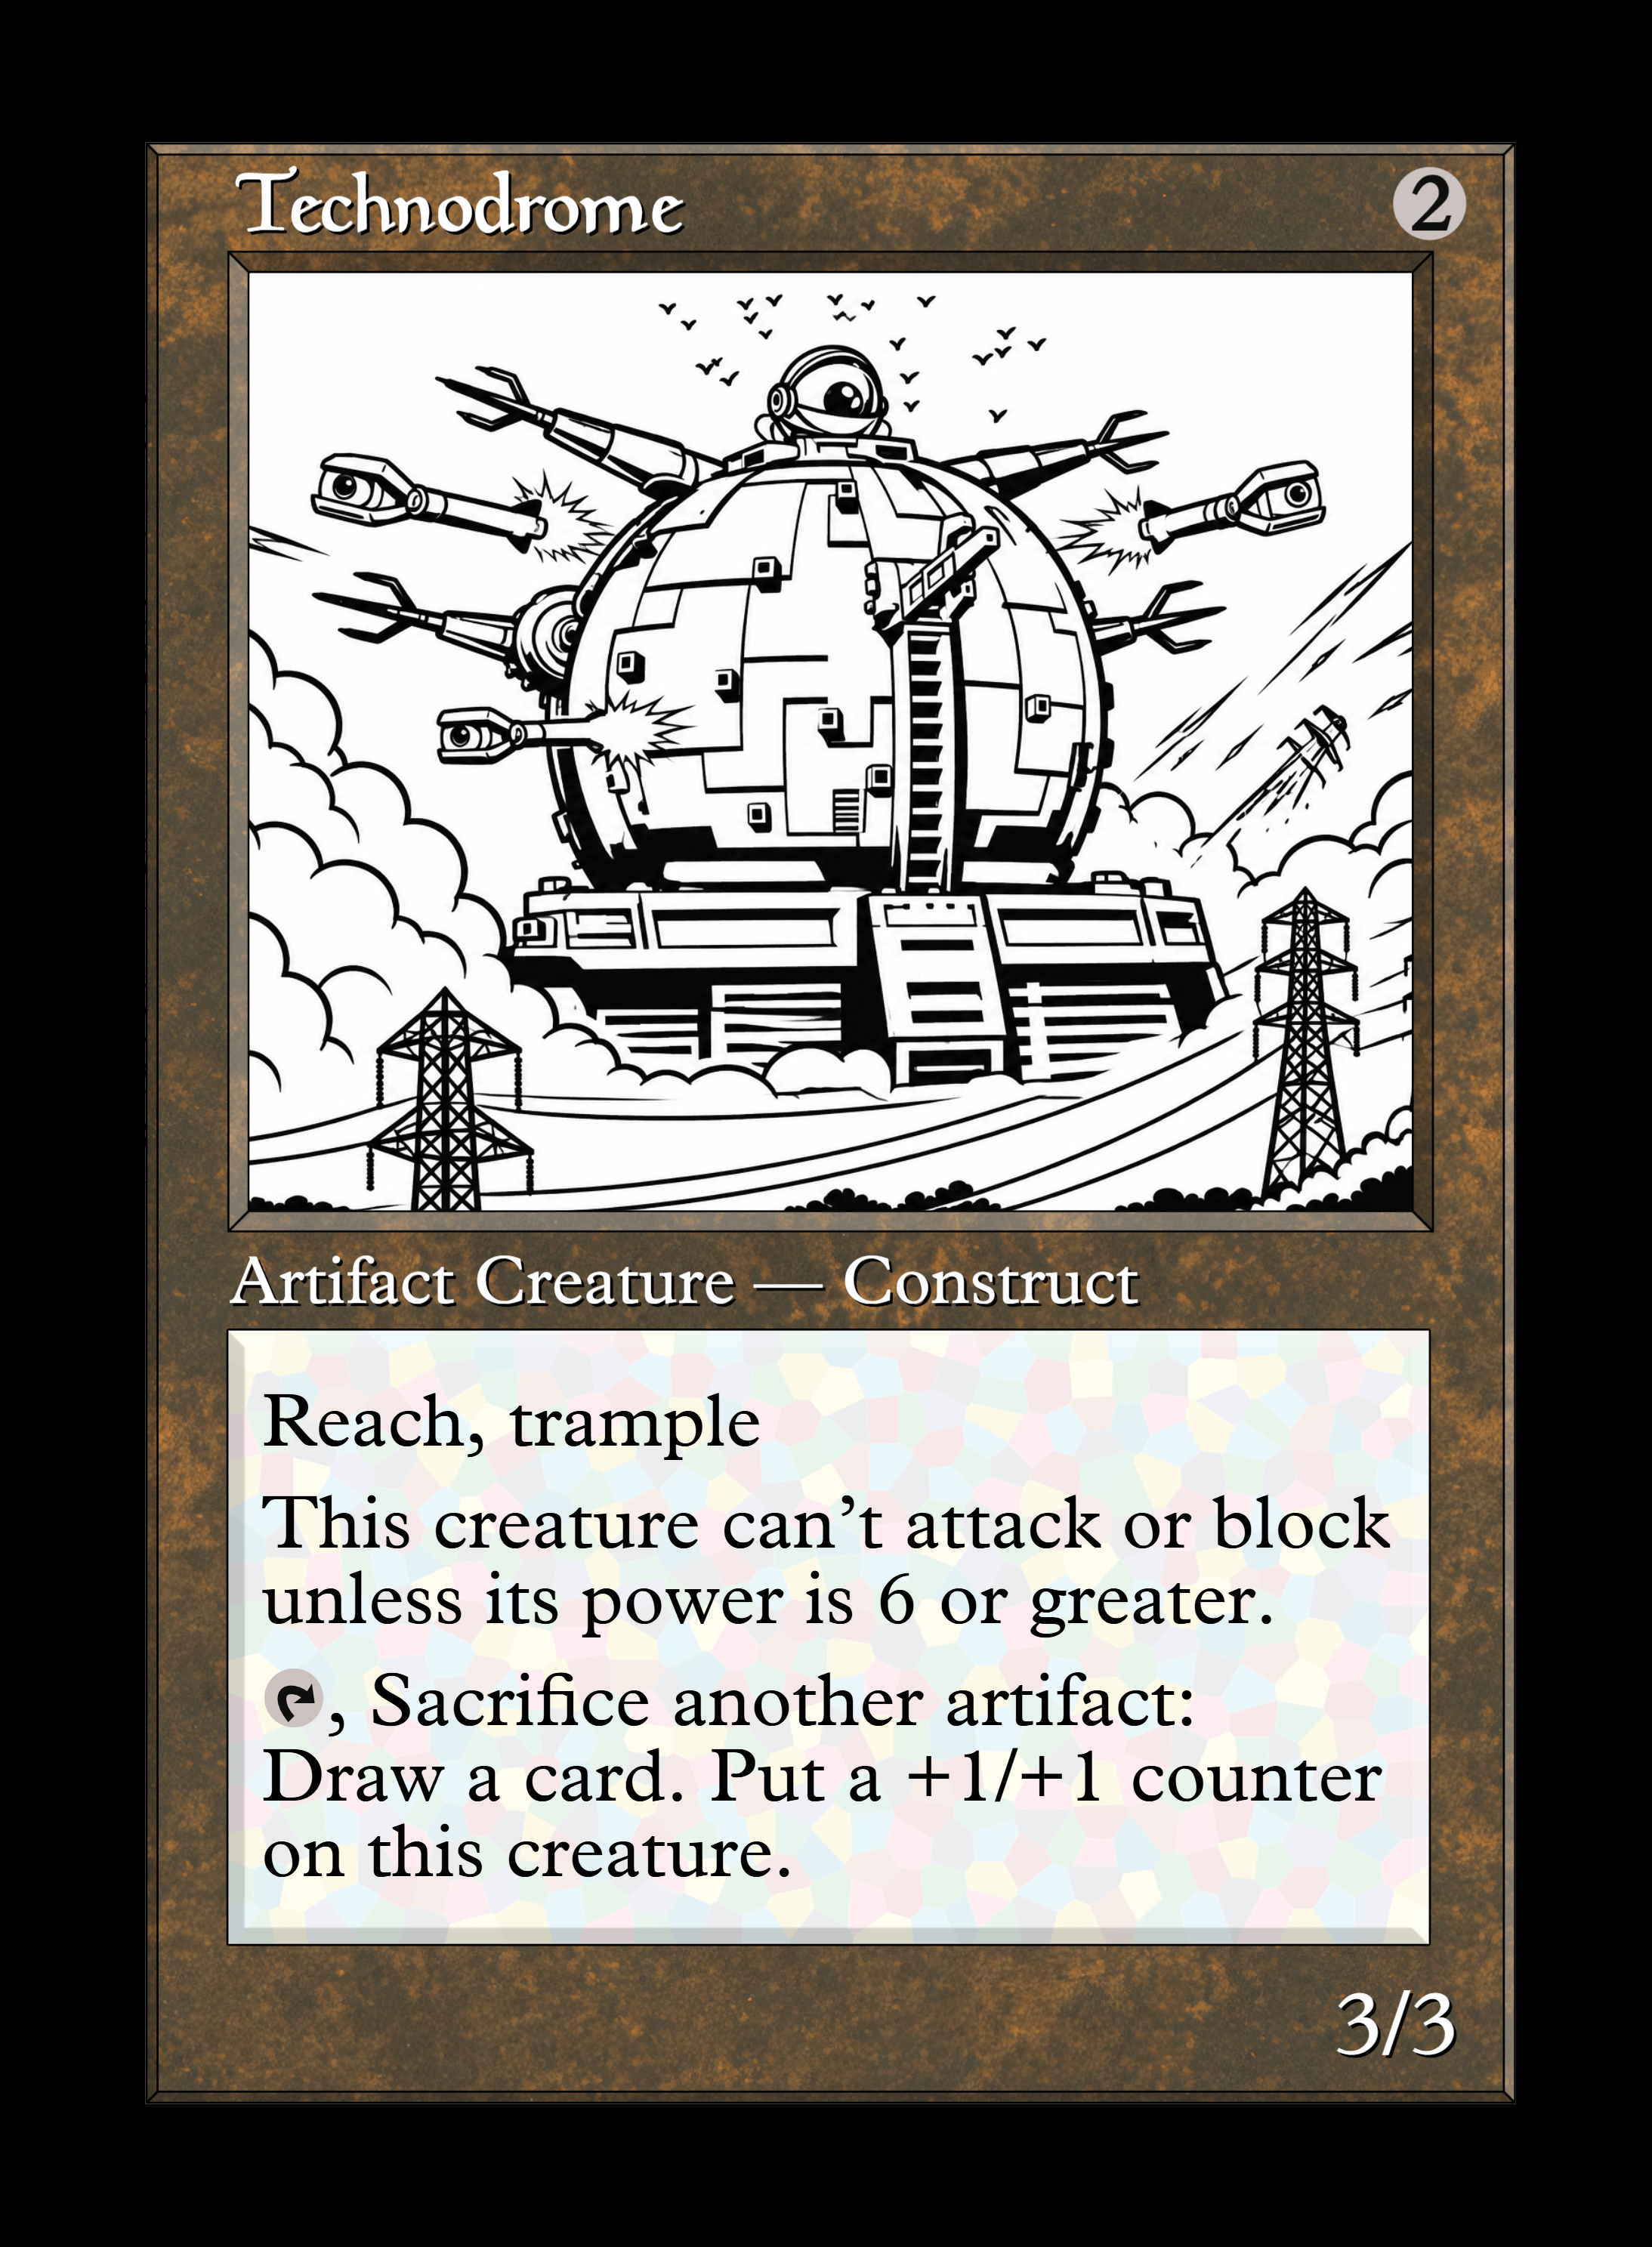 Technodrome 2
Artifact Creature — Construct
Reach, trample
This creature can’t attack or block
unless its power is 6 or greater.
, Sacrifice another artifact:
Draw a card. Put a +1/+1 counter
on this creature.
3/3